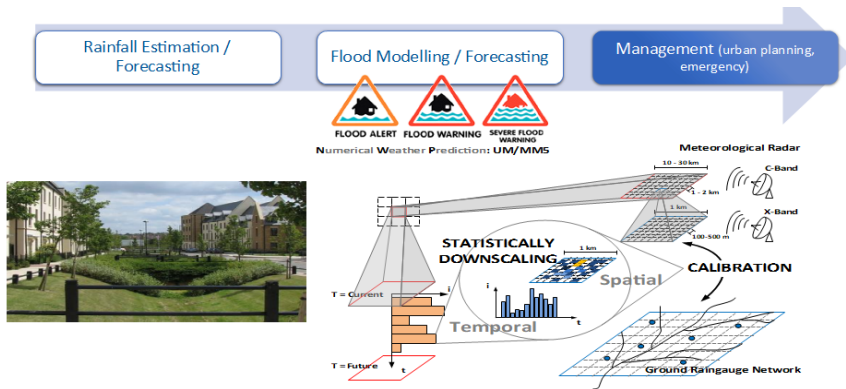 Rainfall Estimation /
Forecasting
Flood Modelling / Forecasting
Management (urban planning,
emergency)
FLOOD ALERT
FLOOD WARNING
SEVERE FLOOD
WARNING
Numerical Weather Prediction: UM/MM5
Meteorological Radar
10 - 30 km
C-Band
1 - 2 km
1 km
X-Band
100-500 m
STATISTICALLY
DOWNSCALING
1 km
CALIBRATION
Spatial
i
t
T = Current
i
Temporal
T = Future
t
Ground Raingauge Network